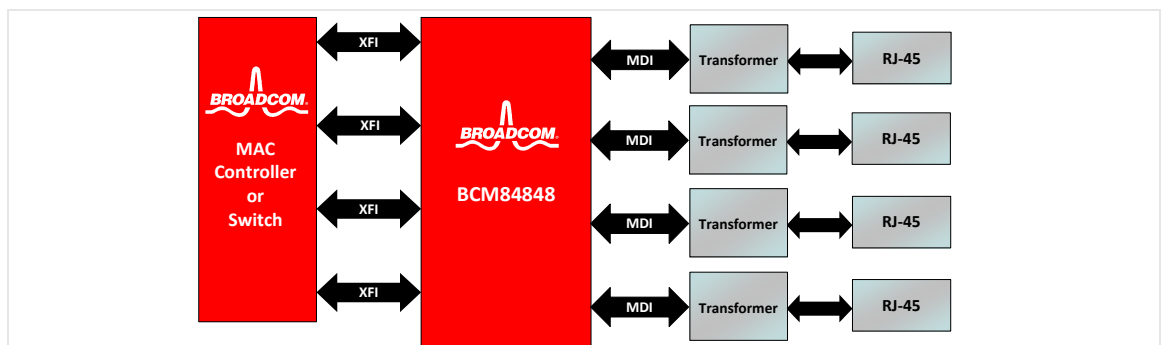 BROADCOM®
MAC
Controller
or
Switch
XFI
XFI
XFI
XFI
BROADCOM®
BCM84848
MDI
Transformer
RJ-45
MDI
Transformer
RJ-45
MDI
Transformer
RJ-45
MDI
Transformer
RJ-45